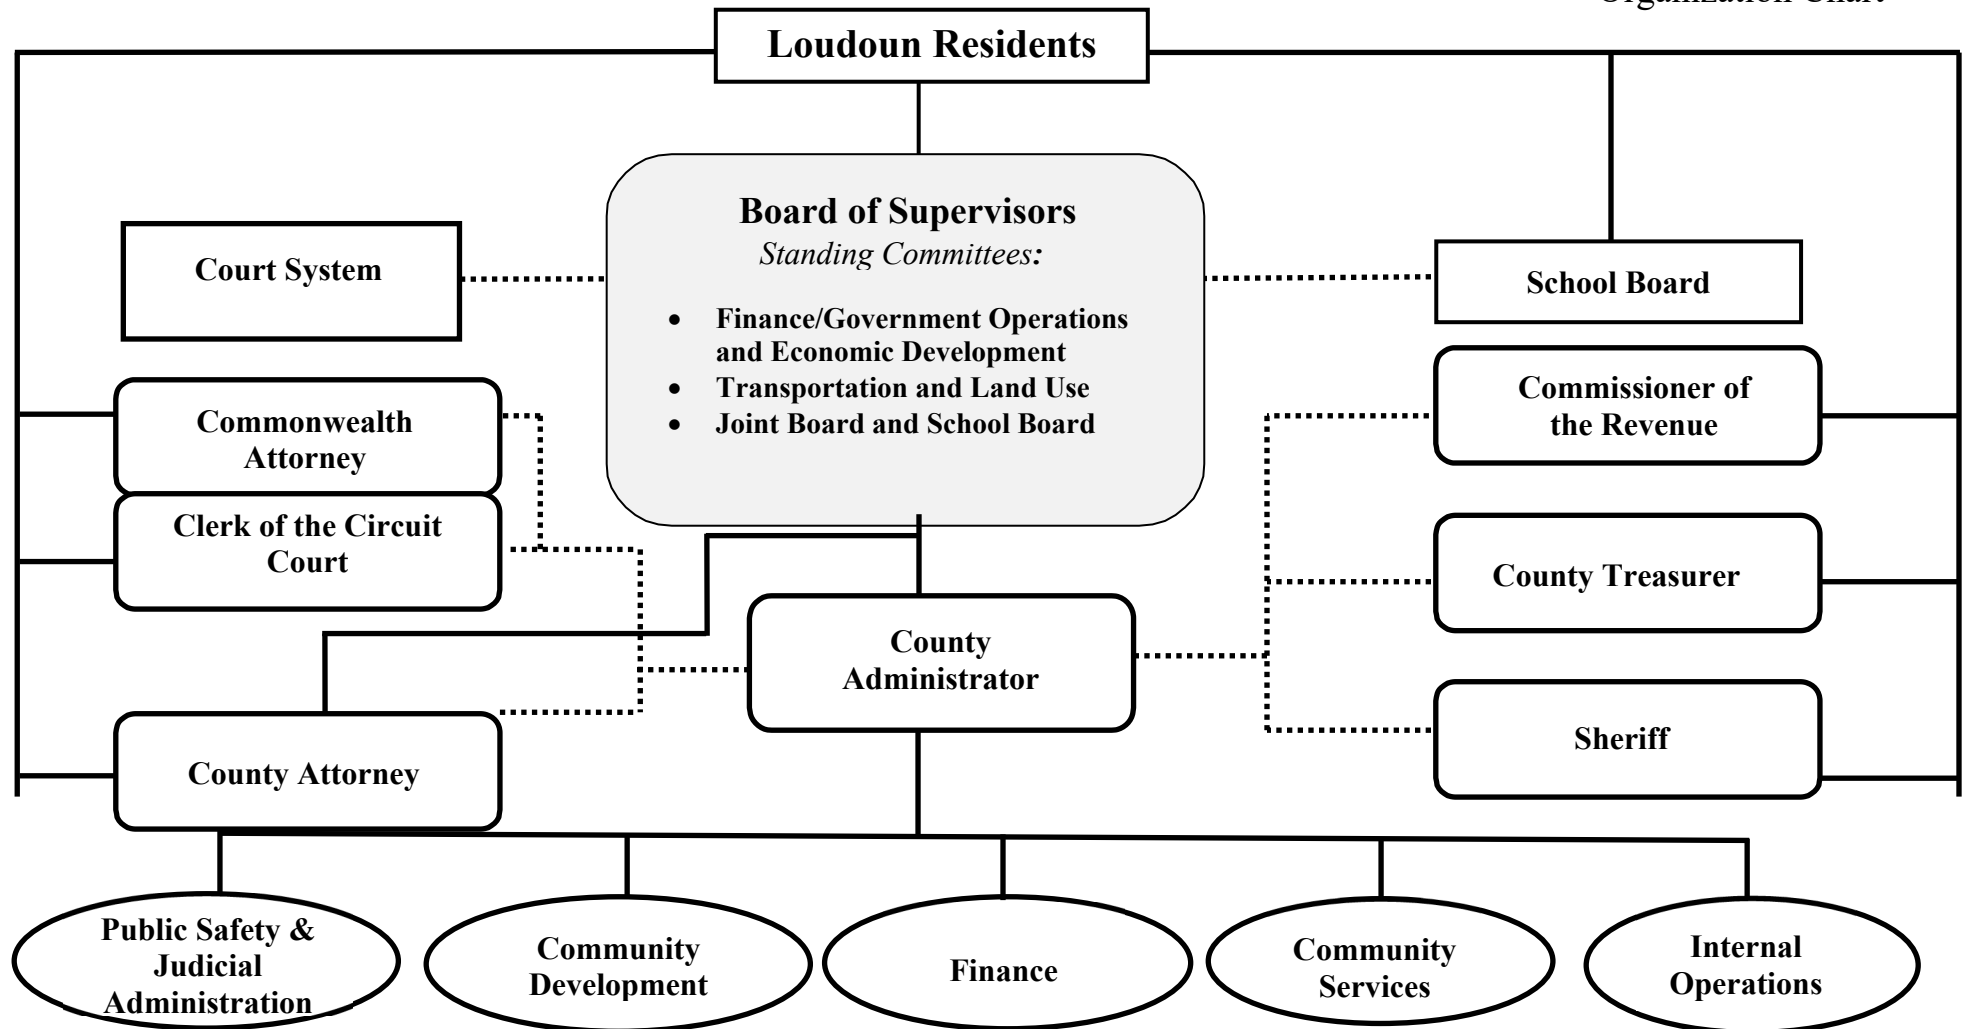 Organization Chart
Loudoun Residents
Board of Supervisors
Standing Committees:
• Finance/Government Operations
and Economic Development
• Transportation and Land Use
• Joint Board and School Board
Court System
School Board
Commonwealth
Attorney
Commissioner of
the Revenue
Clerk of the Circuit
Court
County Treasurer
County
Administrator
Sheriff
County Attorney
Public Safety &
Judicial
Administration
Community
Development
Finance
Community
Services
Internal
Operations